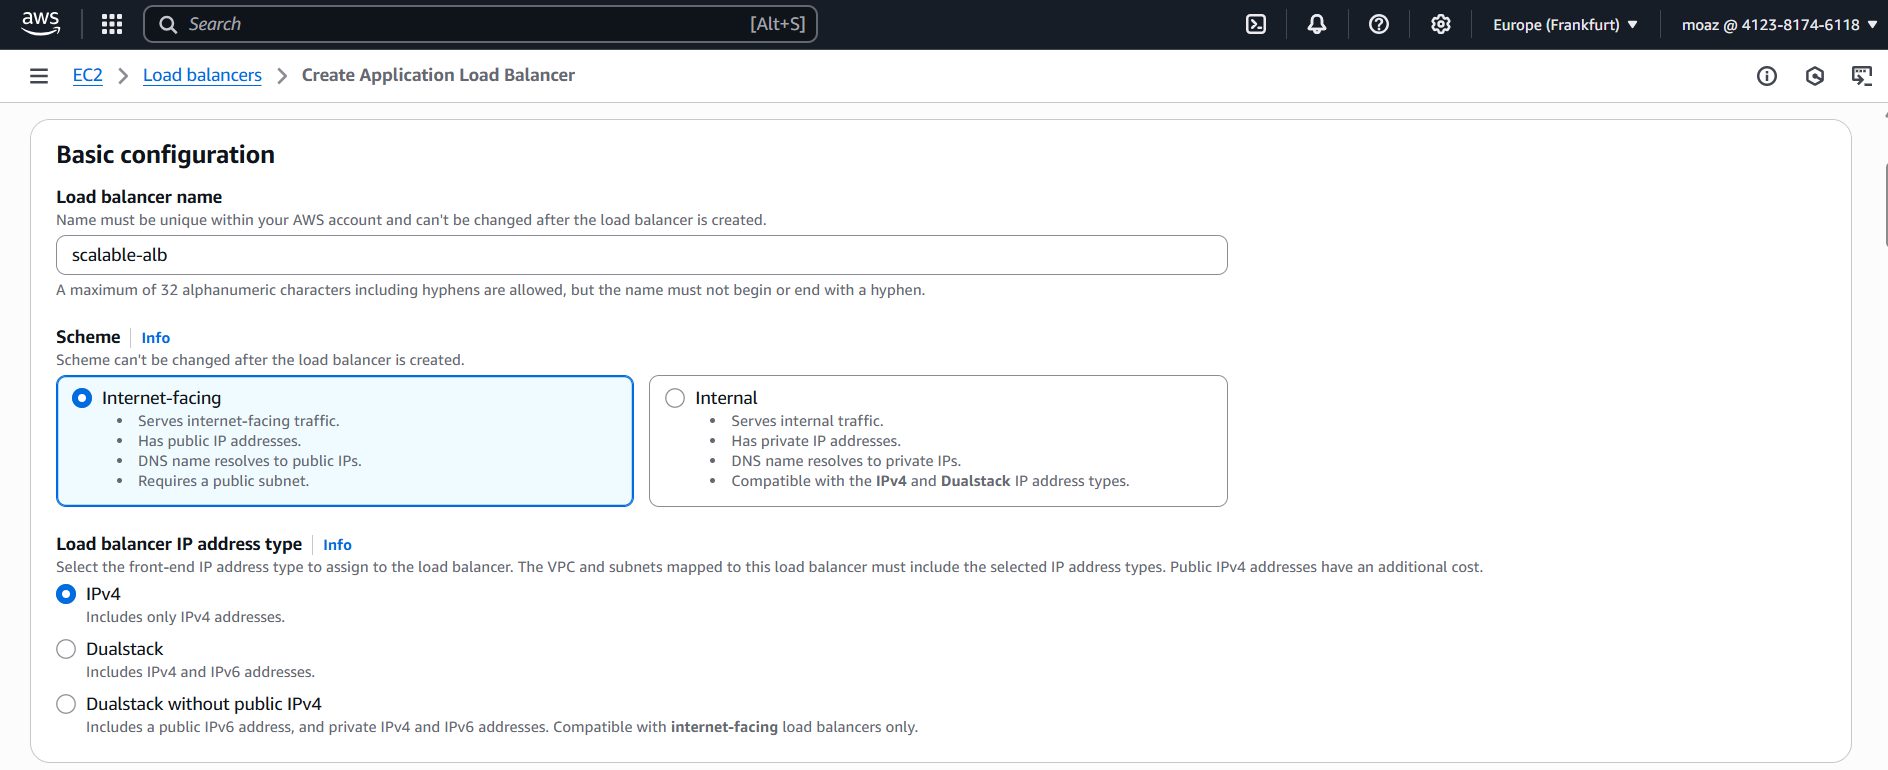 aws
Search [Alt+S]
Europe (Frankfurt)
moaz @ 4123-8174-6118
EC2 Load balancers Create Application Load Balancer
Basic configuration
Load balancer name
Name must be unique within your AWS account and can't be changed after the load balancer is created.
scalable-alb
A maximum of 32 alphanumeric characters including hyphens are allowed, but the name must not begin or end with a hyphen.
Scheme Info
Scheme can't be changed after the load balancer is created.
Internet-facing
• Serves internet-facing traffic.
• Has public IP addresses.
• DNS name resolves to public IPs.
• Requires a public subnet.
Internal
• Serves internal traffic.
• Has private IP addresses.
• DNS name resolves to private IPs.
• Compatible with the IPv4 and Dualstack IP address types.
Load balancer IP address type Info
Select the front-end IP address type to assign to the load balancer. The VPC and subnets mapped to this load balancer must include the selected IP address types. Public IPv4 addresses have an additional cost.
IPv4
Includes only IPv4 addresses.
Dualstack
Includes IPv4 and IPv6 addresses.
Dualstack without public IPv4
Includes a public IPv6 address, and private IPv4 and IPv6 addresses. Compatible with internet-facing load balancers only.